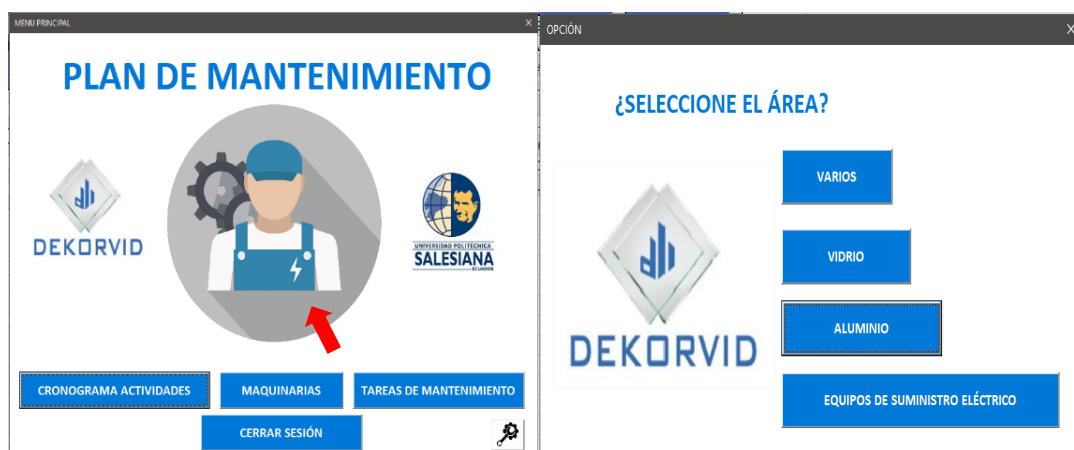 MENU PRINCIPAL
PLAN DE MANTENIMIENTO
DEKORVID
UNIVERSIDAD POLITÉCNICA
SALESIANA
ECUADOR
CRONOGRAMA ACTIVIDADES
MAQUINARIAS
TAREAS DE MANTENIMIENTO
CERRAR SESIÓN
OPCIÓN
¿SELECCIONE EL ÁREA?
DEKORVID
VARIOS
VIDRIO
ALUMINIO
EQUIPOS DE SUMINISTRO ELÉCTRICO